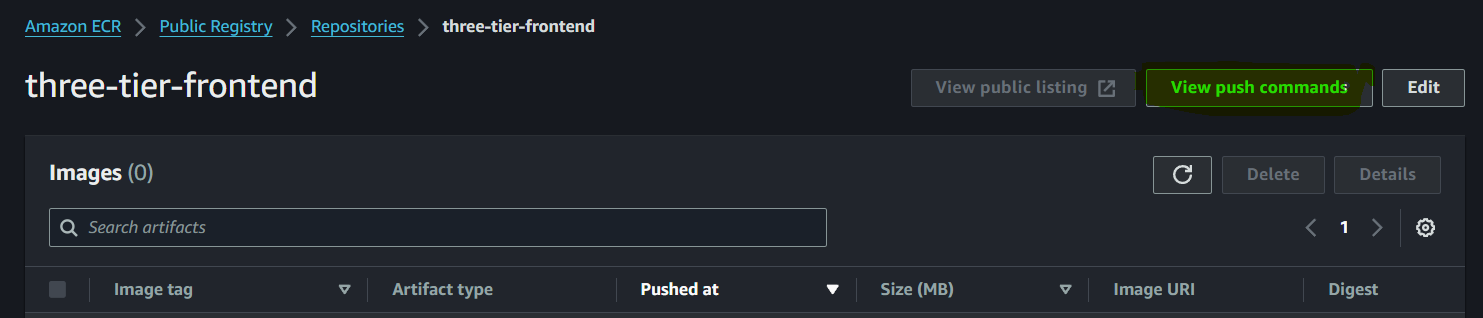 Amazon ECR > Public Registry > Repositories > three-tier-frontend
three-tier-frontend
View public listing
View push commands
Edit
Images (0)
Delete
Details
Search artifacts
1
Image tag
Artifact type
Pushed at
Size (MB)
Image URI
Digest